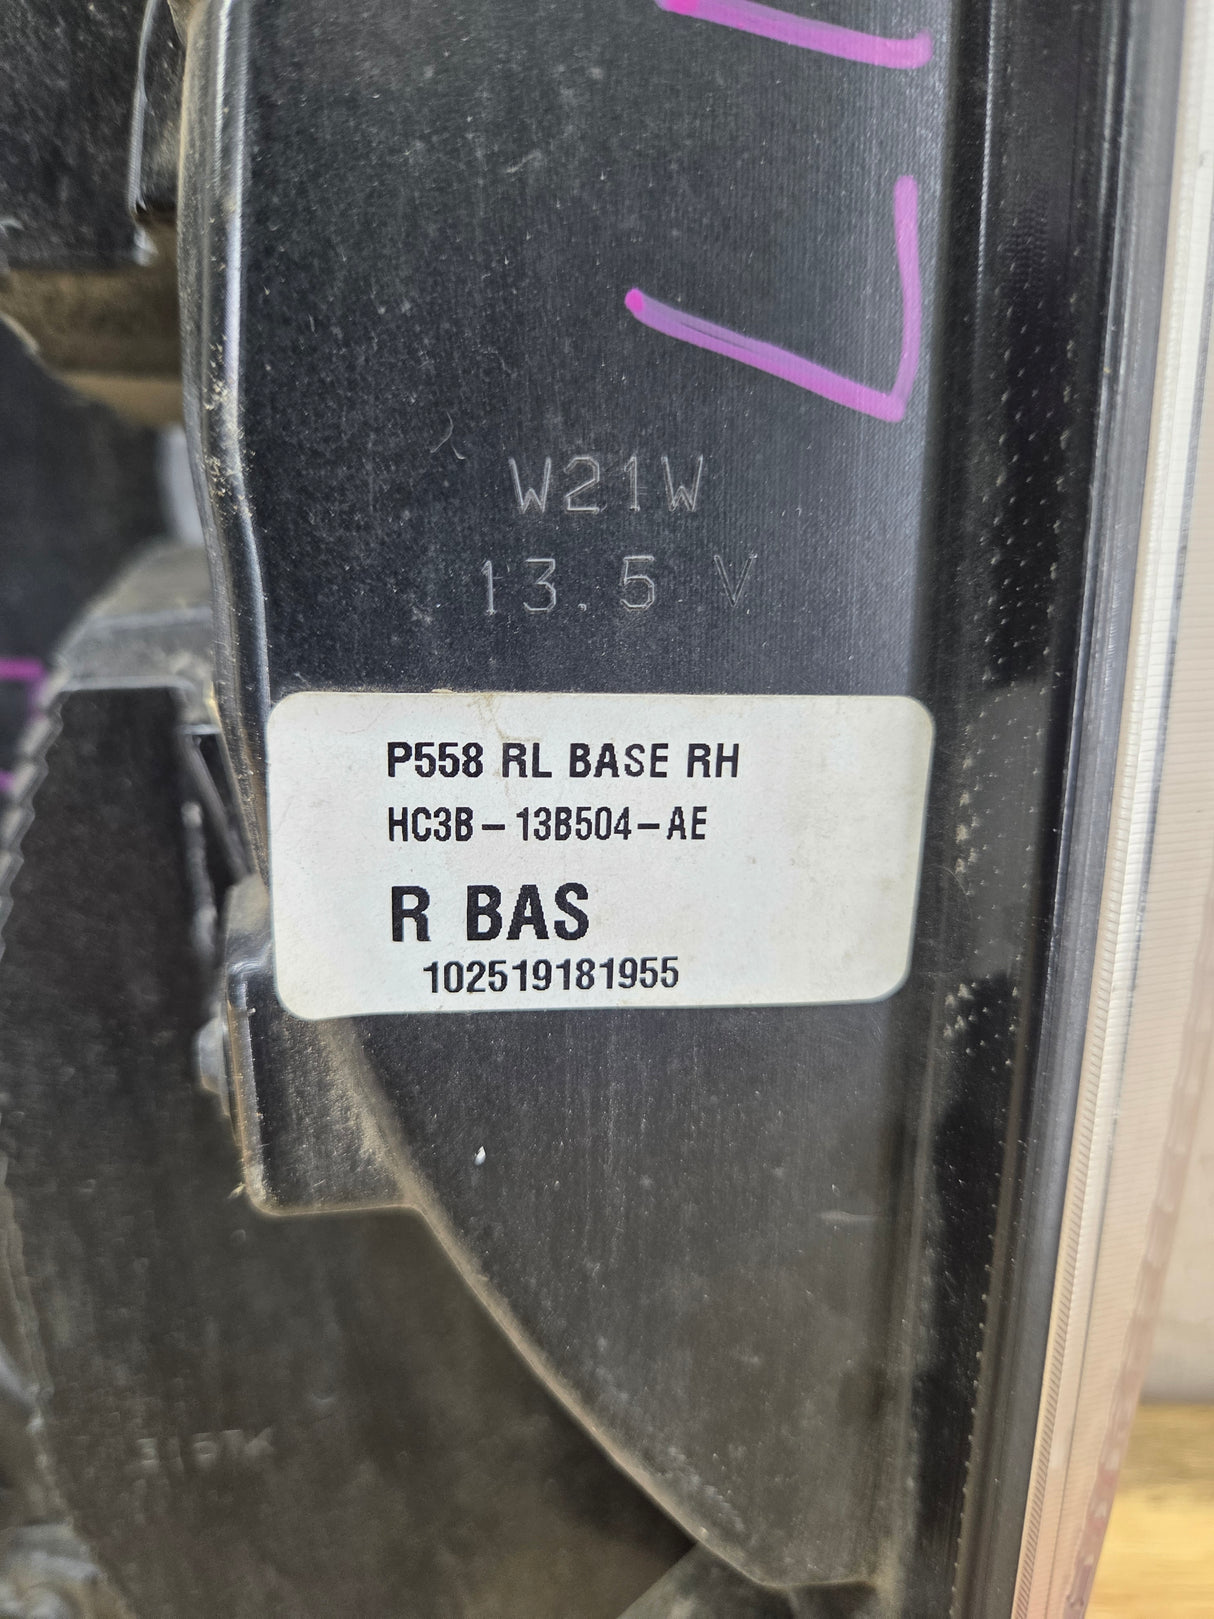 W21W
13.5 V
P558 RL BASE RH
HC3B-13B504-AE
R BAS
102519181955